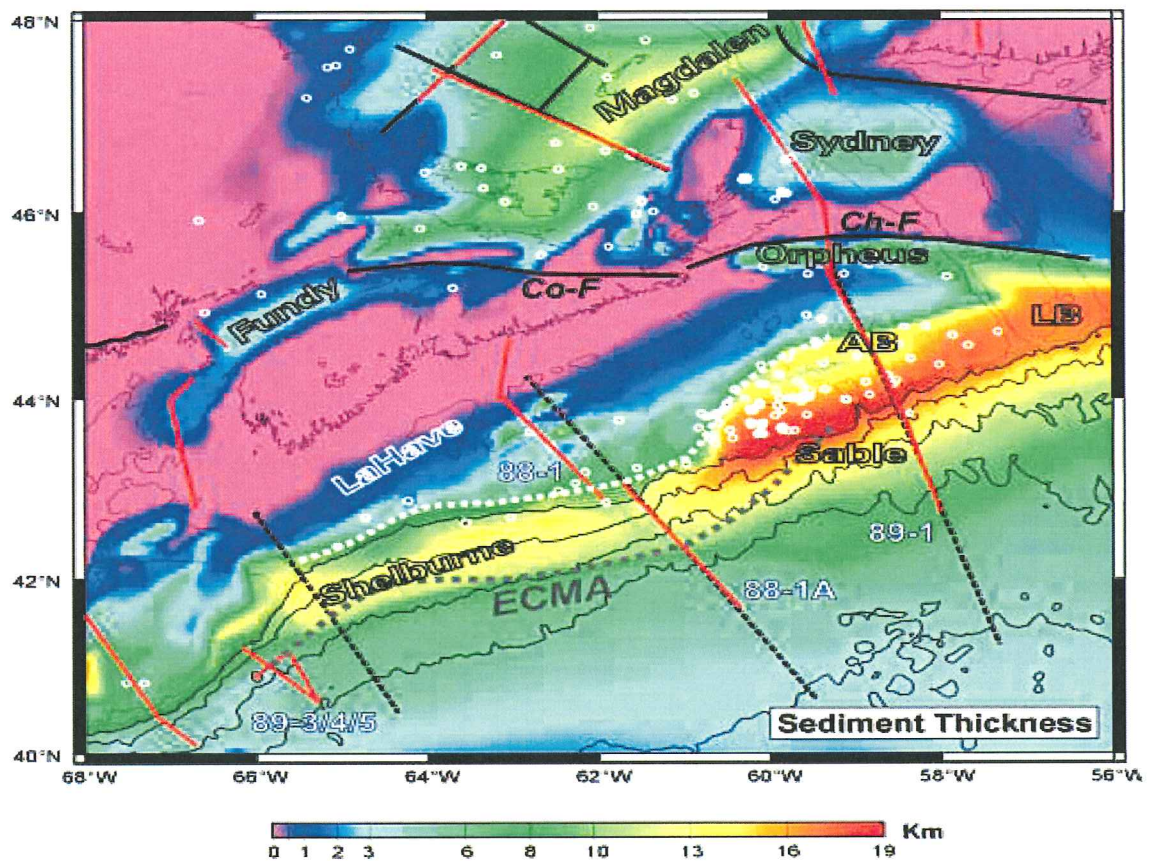 48°N
Magdalen
Sydney
46°N
Ch-F
Orpheus
Co-F
Fundy
LB
AB
44°N
LaHave
88-1
Sable
89-1
Shelburne
42°N
ECMA
88-1A
89-3/4/5
Sediment Thickness
40°N
68°W 66°W 64°W 62°W 60°W 58°W 56°W
Km
0 1 2 3 6 8 10 13 16 19